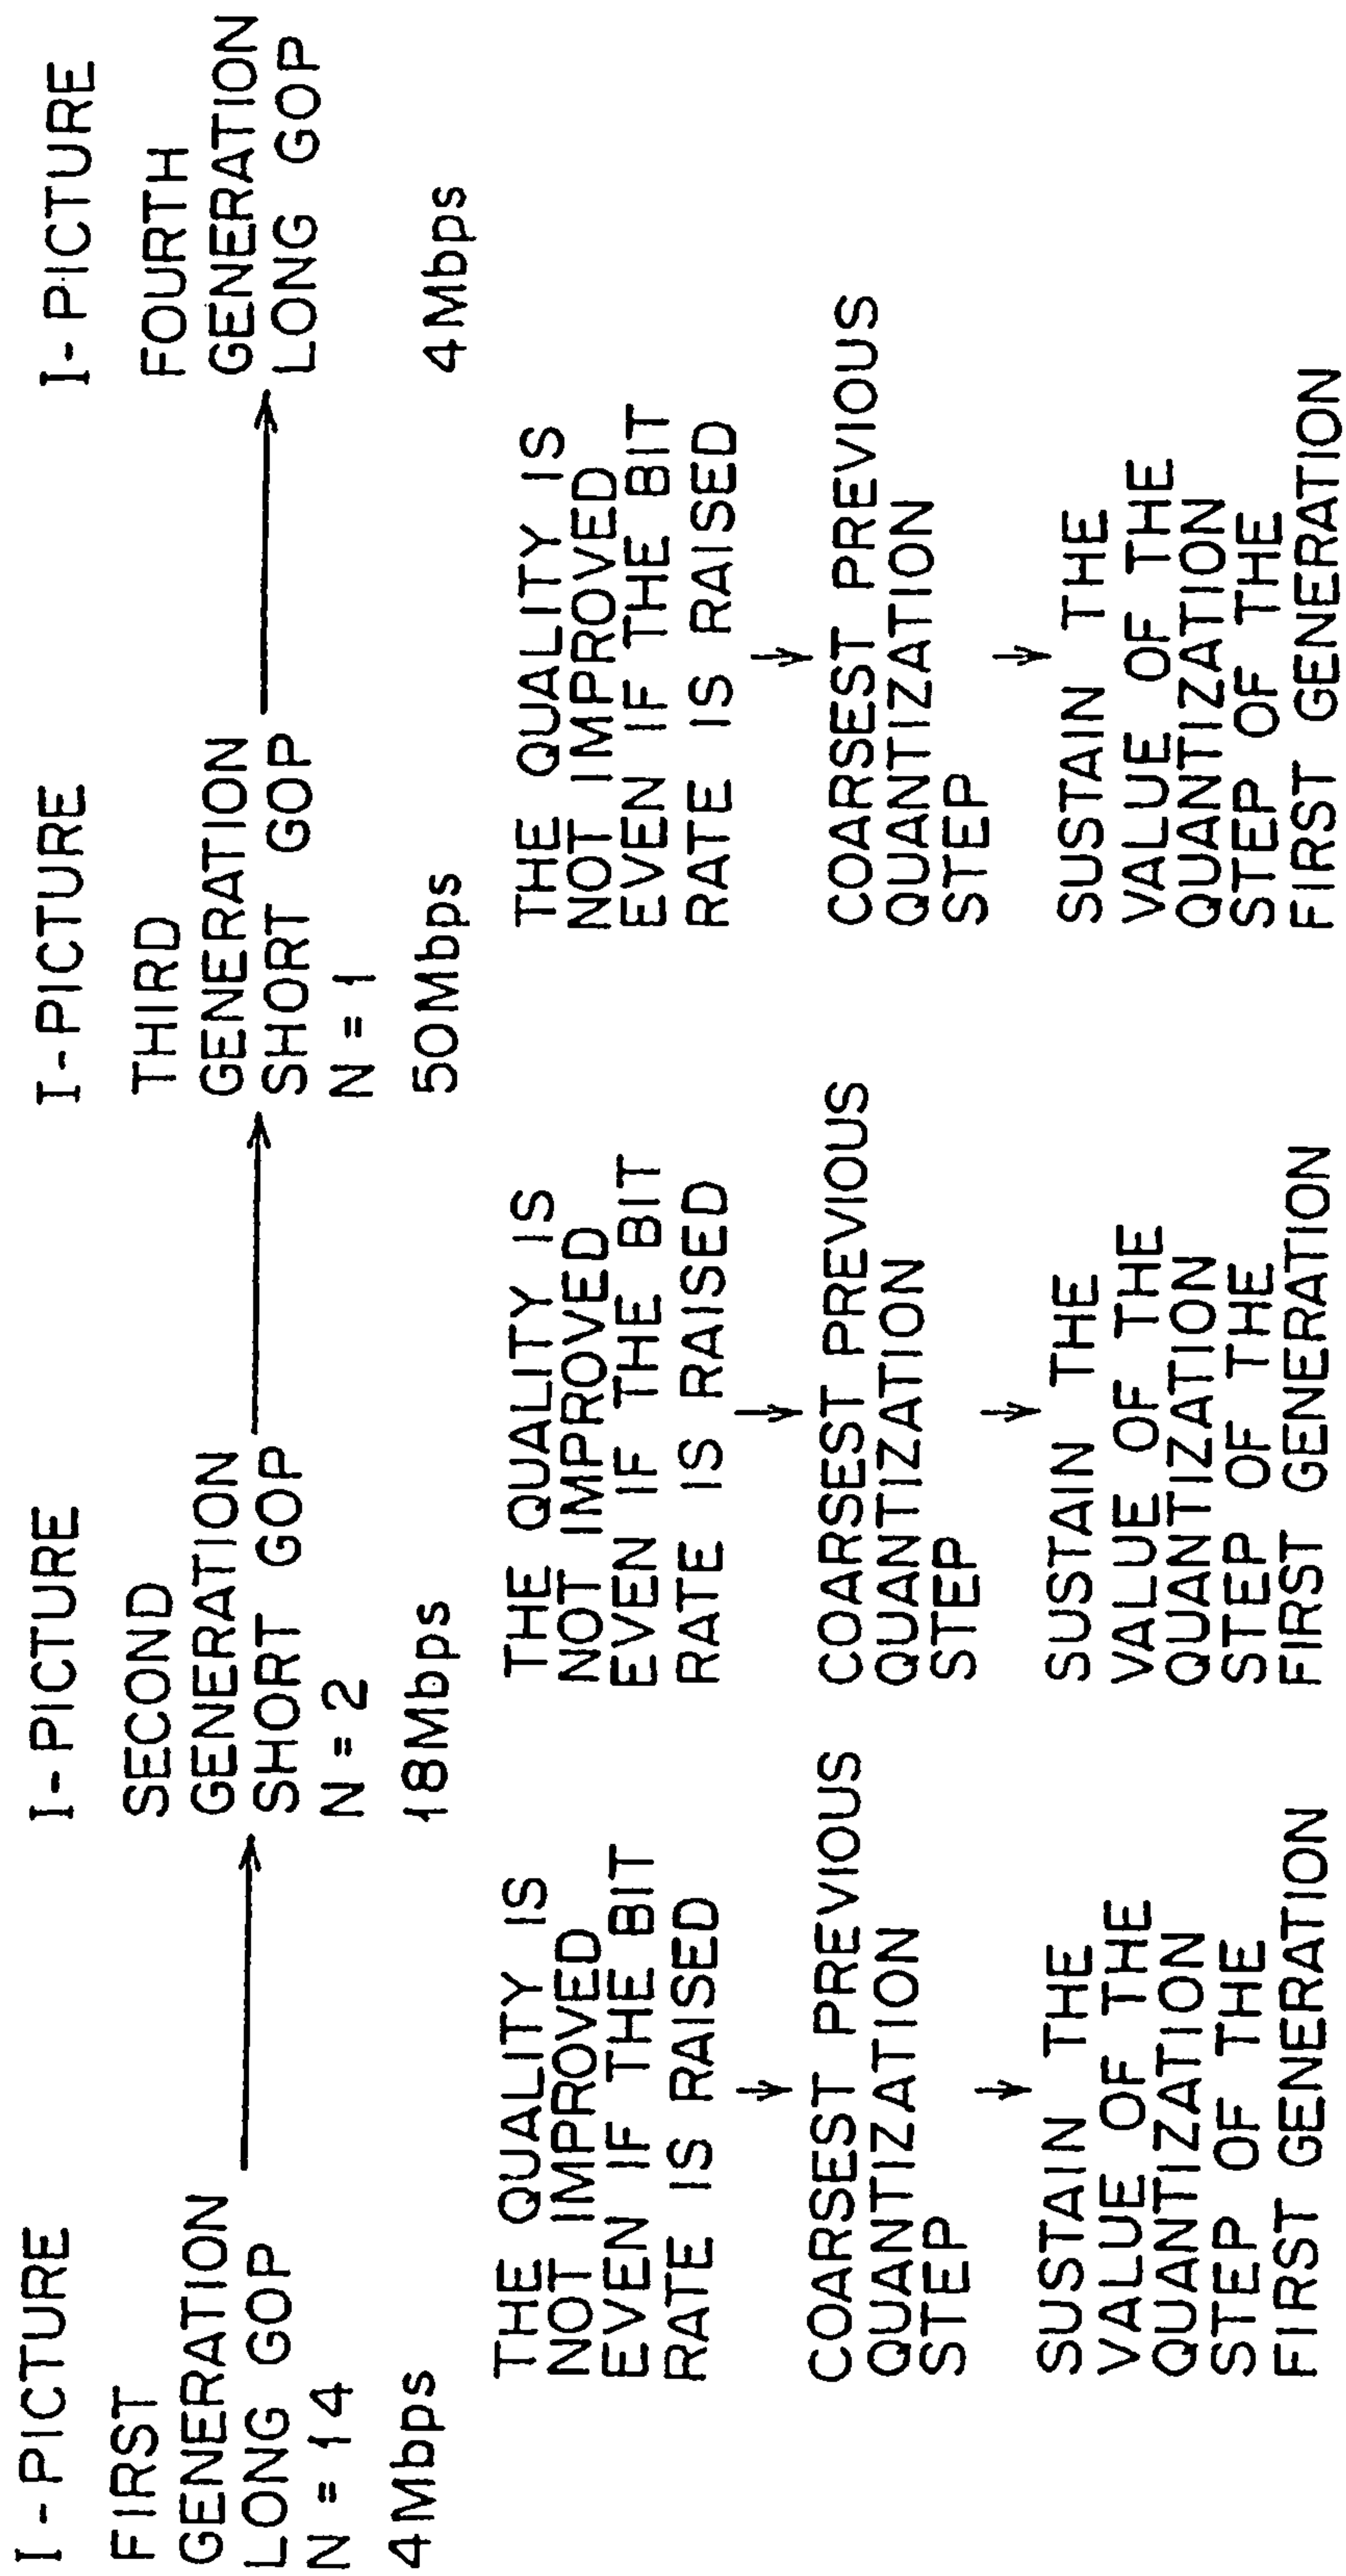 I-PICTURE
FIRST
GENERATION
LONG GOP
N = 14
4Mbps
I-PICTURE
SECOND
GENERATION
SHORT GOP
N = 2
18Mbps
I-PICTURE
THIRD
GENERATION
SHORT GOP
N = 1
50Mbps
I-PICTURE
FOURTH
GENERATION
LONG GOP
4Mbps
THE QUALITY IS
NOT IMPROVED
EVEN IF THE BIT
RATE IS RAISED
COARSEST PREVIOUS
QUANTIZATION
STEP
SUSTAIN THE
VALUE OF THE
QUANTIZATION
STEP OF THE
FIRST GENERATION
THE QUALITY IS
NOT IMPROVED
EVEN IF THE BIT
RATE IS RAISED
COARSEST PREVIOUS
QUANTIZATION
STEP
SUSTAIN THE
VALUE OF THE
QUANTIZATION
STEP OF THE
FIRST GENERATION
THE QUALITY IS
NOT IMPROVED
EVEN IF THE BIT
RATE IS RAISED
COARSEST PREVIOUS
QUANTIZATION
STEP
SUSTAIN THE
VALUE OF THE
QUANTIZATION
STEP OF THE
FIRST GENERATION